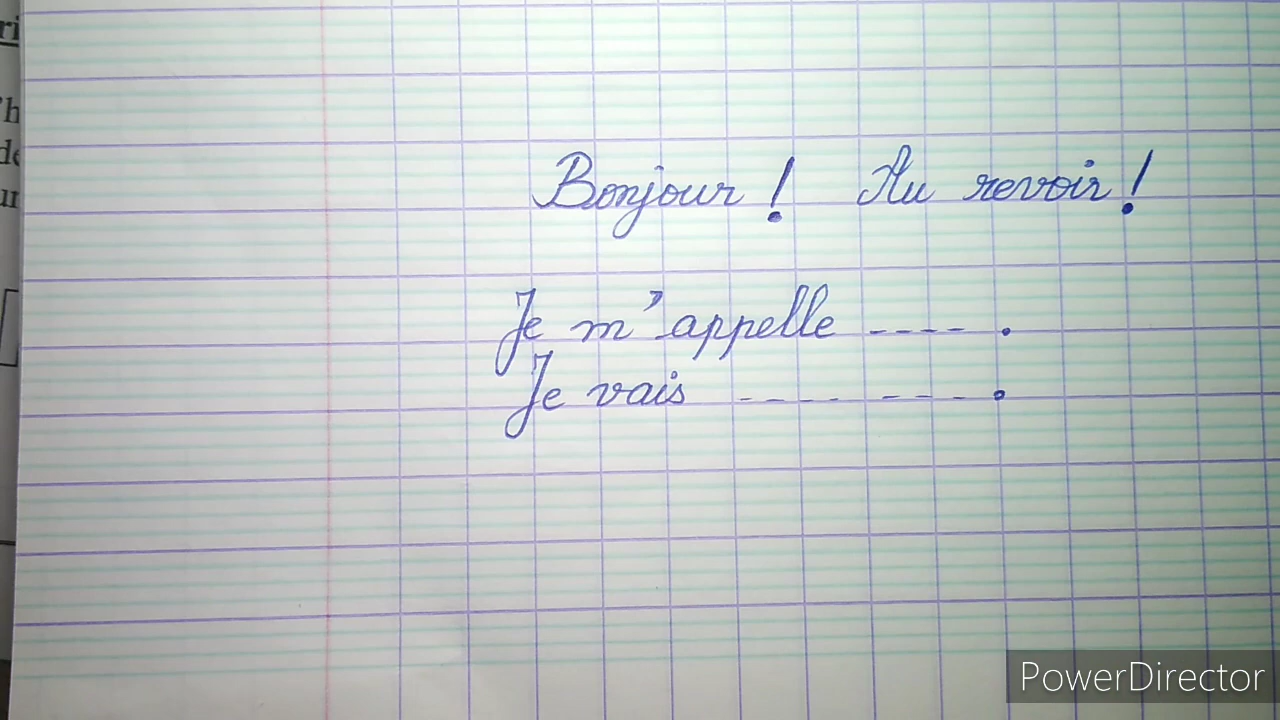 Bonjour ! Au revoir !
Je m'appelle ---- .
Je vais ---- ---- .
PowerDirector